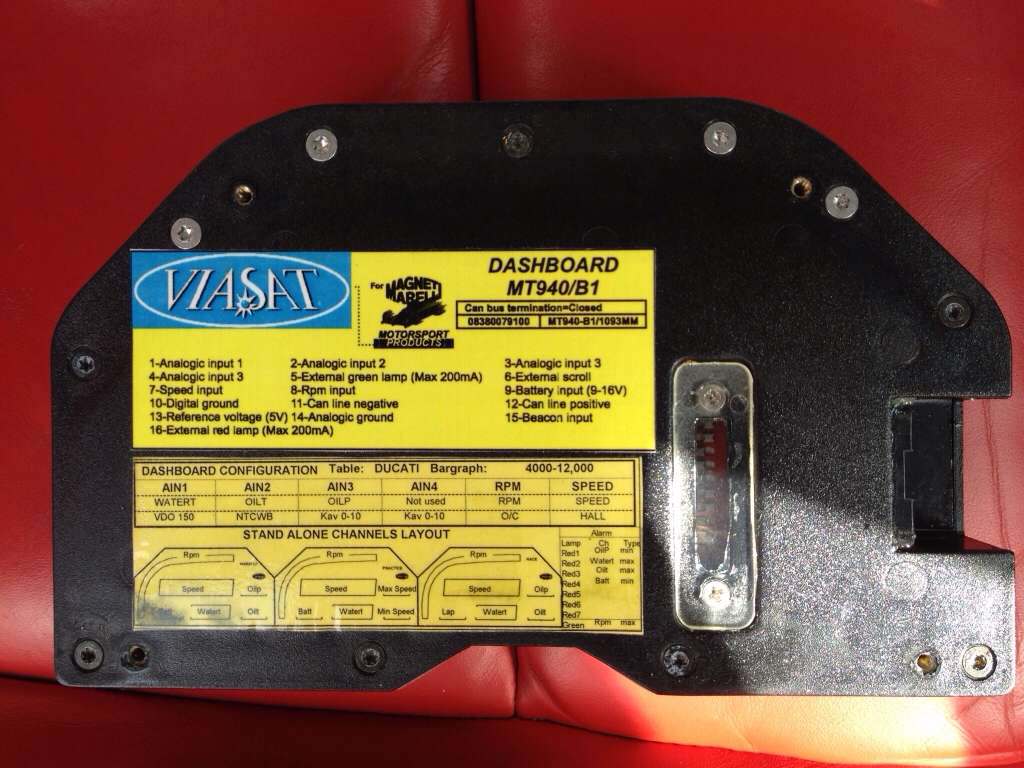 VIASAT
For MAGNETI MARELLI
MOTORSPORT
PRODUCTS
DASHBOARD
MT940/B1
Can bus termination=Closed
08380079100 MT940-B1/1093MM
1-Analogic input 1 2-Analogic input 2 3-Analogic input 3
4-Analogic input 3 5-External green lamp (Max 200mA) 6-External scroll
7-Speed input 8-Rpm input 9-Battery input (9-16V)
10-Digital ground 11-Can line negative 12-Can line positive
13-Reference voltage (5V) 14-Analogic ground 15-Beacon input
16-External red lamp (Max 200mA)
DASHBOARD CONFIGURATION Table: DUCATI Bargraph: 4000-12,000
AIN1 AIN2 AIN3 AIN4 RPM SPEED
WATERT OILT OILP Not used RPM SPEED
VDO 150 NTCWB Kav 0-10 Kav 0-10 O/C HALL
STAND ALONE CHANNELS LAYOUT
Rpm WARM UP
Speed Oilp
Batt Watert Oilt
Rpm PRACTICE
Speed Max Speed
Batt Watert Min Speed
Rpm RACE
Speed Oilp
Lap Watert Oilt
Alarm
Lamp Ch Type
Red1 OilP min
Red2 Watert max
Red3 Oilt max
Red4 Batt min
Red5
Red6
Red7
Green Rpm max